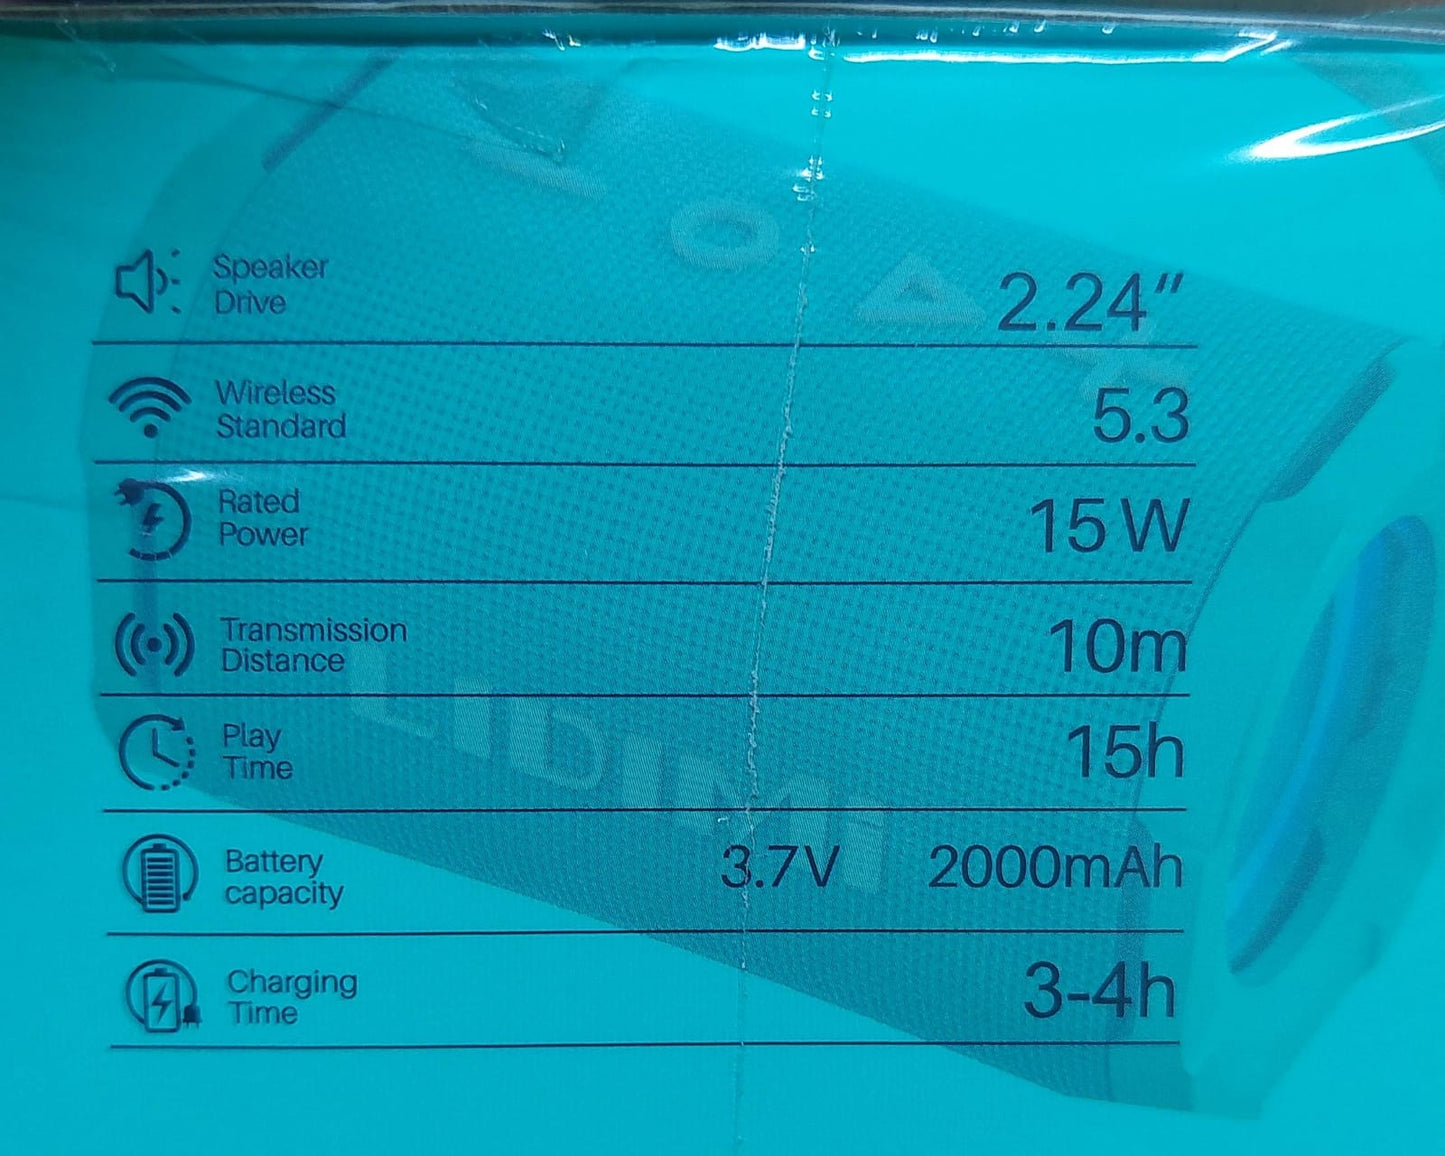 Speaker
Drive
2.24"
Wireless
Standard
5.3
Rated
Power
15W
Transmission
Distance
10m
Play
Time
15h
Battery
capacity
3.7V 2000mAh
Charging
Time
3-4h